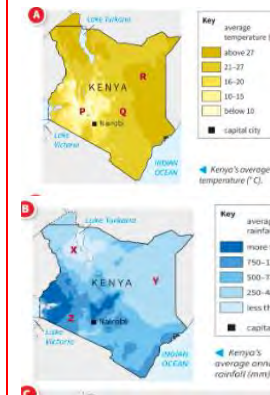 A
Lake Turkana
KENYA
R
P
Q
Nairobi
Lake
Victoria
INDIAN
OCEAN
Key
average
temperature (
above 27
21–27
16–20
10–15
below 10
capital city
Kenya's average
temperature (°C).
B
Lake Turkana
X
KENYA
Y
Z
Nairobi
Lake
Victoria
INDIAN
OCEAN
Key
averag
rainfa
more
750–1
500–7
250–4
less th
capita
Kenya's
average annu
rainfall (mm)
C